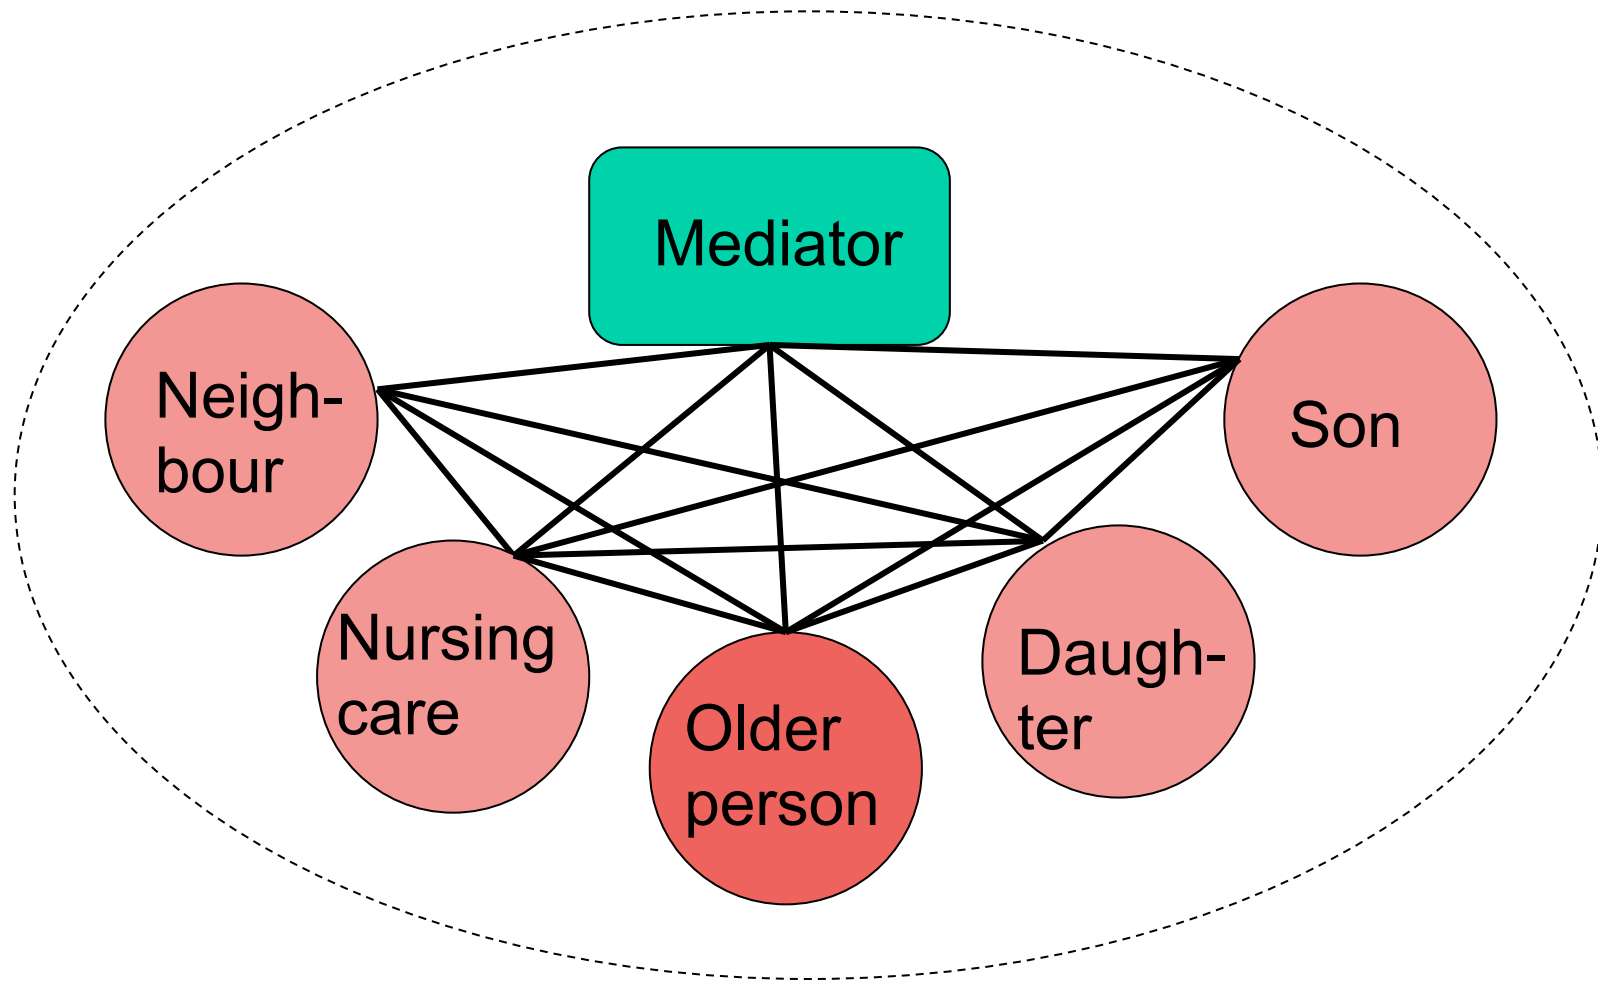 Mediator
Neigh-
bour
Son
Nursing
care
Older
person
Daugh-
ter